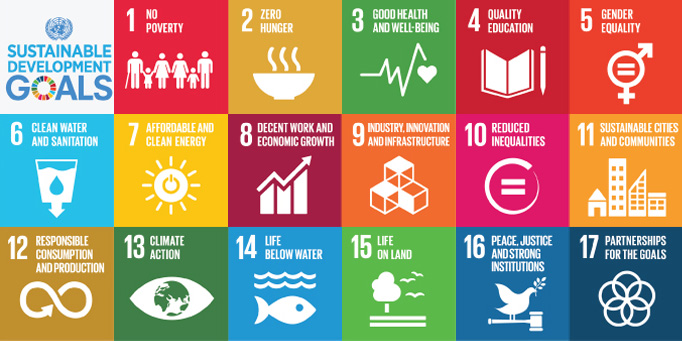 SUSTAINABLE
DEVELOPMENT
GOALS
1 NO
POVERTY
2 ZERO
HUNGER
3 GOOD HEALTH
AND WELL-BEING
4 QUALITY
EDUCATION
5 GENDER
EQUALITY
6 CLEAN WATER
AND SANITATION
7 AFFORDABLE AND
CLEAN ENERGY
8 DECENT WORK AND
ECONOMIC GROWTH
9 INDUSTRY, INNOVATION
AND INFRASTRUCTURE
10 REDUCED
INEQUALITIES
11 SUSTAINABLE CITIES
AND COMMUNITIES
12 RESPONSIBLE
CONSUMPTION
AND PRODUCTION
13 CLIMATE
ACTION
14 LIFE
BELOW WATER
15 LIFE
ON LAND
16 PEACE, JUSTICE
AND STRONG
INSTITUTIONS
17 PARTNERSHIPS
FOR THE GOALS